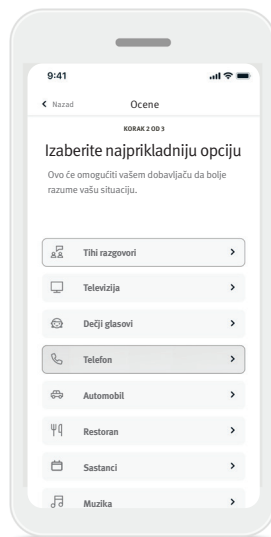 9:41
Nazad
Ocene
KORAK 2 OD 3
Izaberite najprikladniju opciju
Ovo će omogućiti vašem dobavljaču da bolje
razume vašu situaciju.
Tihi razgovori
Televizija
Dečji glasovi
Telefon
Automobil
Restoran
Sastanci
Muzika